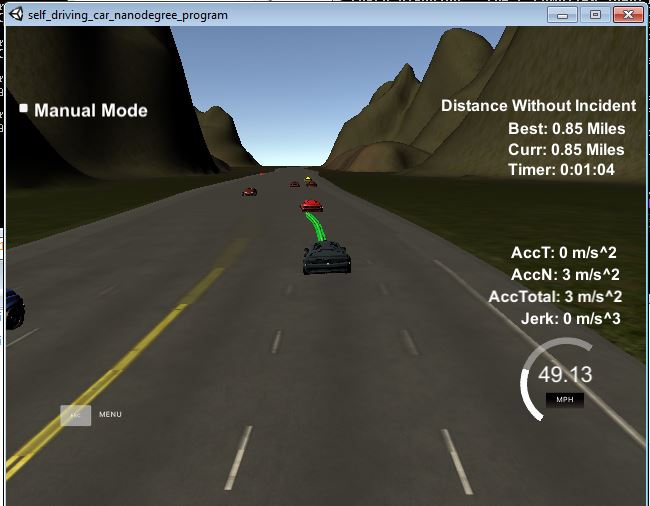 self_driving_car_nanodegree_program
Manual Mode
Distance Without Incident
Best: 0.85 Miles
Curr: 0.85 Miles
Timer: 0:01:04
AccT: 0 m/s^2
AccN: 3 m/s^2
AccTotal: 3 m/s^2
Jerk: 0 m/s^3
49.13
MPH
MENU